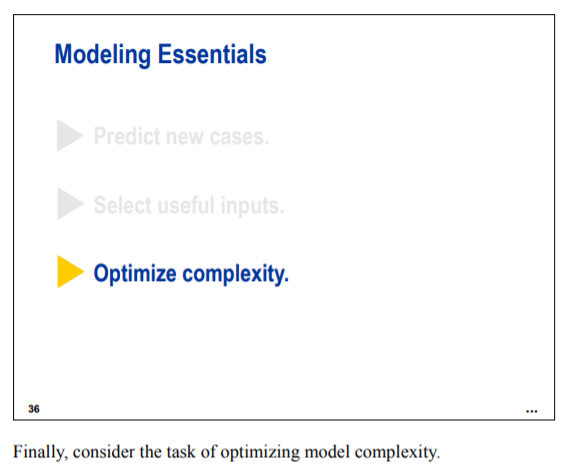 Modeling Essentials
Predict new cases.
Select useful inputs.
Optimize complexity.
36
...
Finally, consider the task of optimizing model complexity.